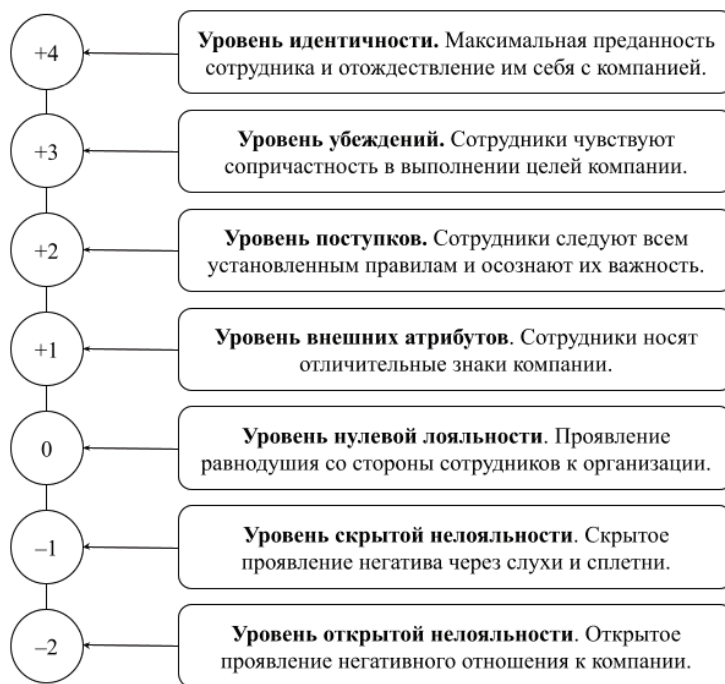 +4
Уровень идентичности. Максимальная преданность
сотрудника и отождествление им себя с компанией.
+3
Уровень убеждений. Сотрудники чувствуют
сопричастность в выполнении целей компании.
+2
Уровень поступков. Сотрудники следуют всем
установленным правилам и осознают их важность.
+1
Уровень внешних атрибутов. Сотрудники носят
отличительные знаки компании.
0
Уровень нулевой лояльности. Проявление
равнодушия со стороны сотрудников к организации.
–1
Уровень скрытой нелояльности. Скрытое
проявление негатива через слухи и сплетни.
–2
Уровень открытой нелояльности. Открытое
проявление негативного отношения к компании.